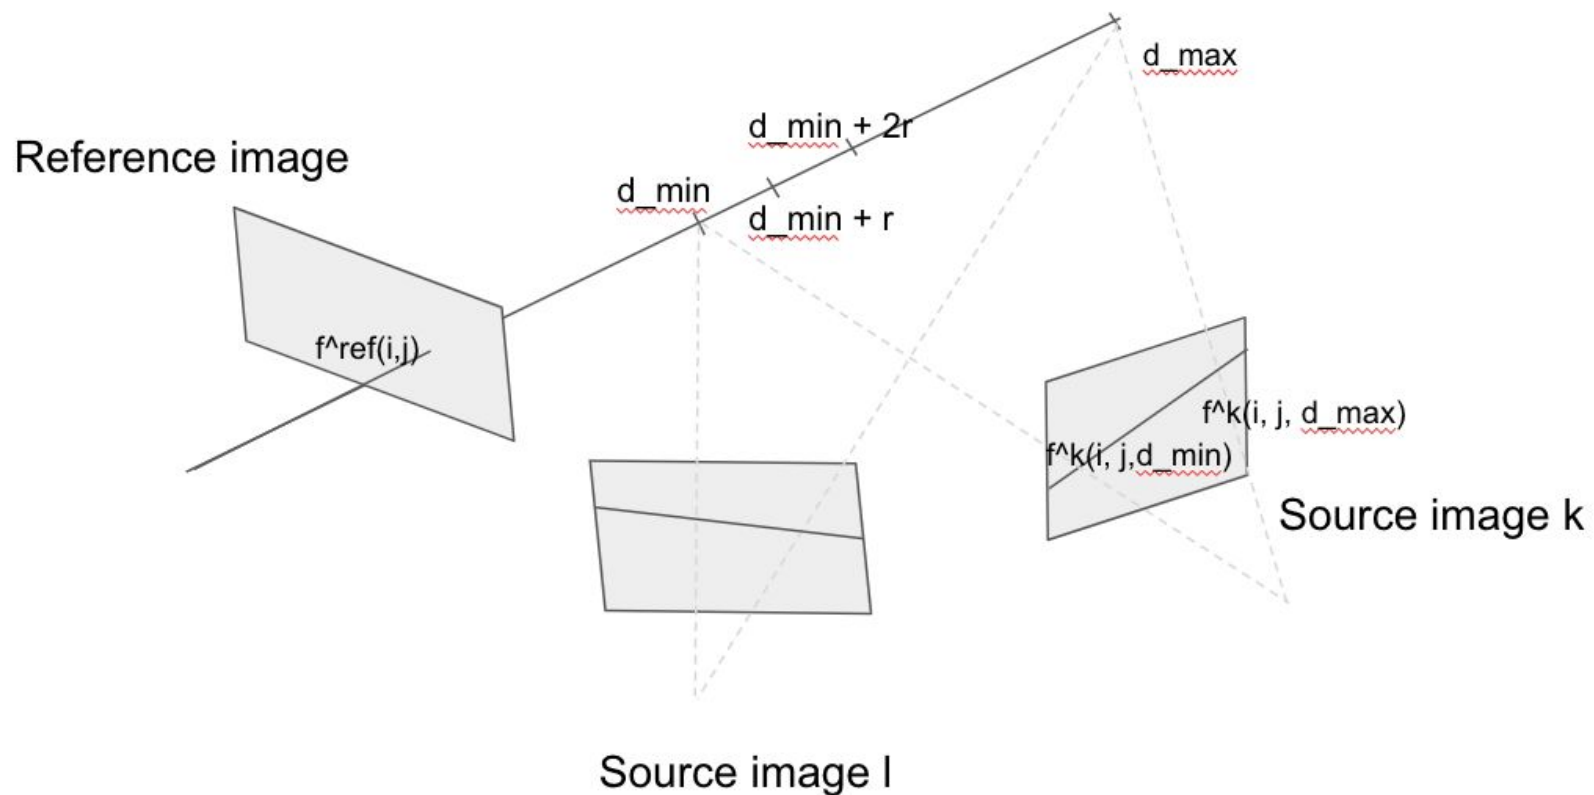 d_max
d_min + 2r
Reference image
d_min
d_min + r
f^ref(i,j)
f^k(i, j, d_max)
f^k(i, j,d_min)
Source image k
Source image l